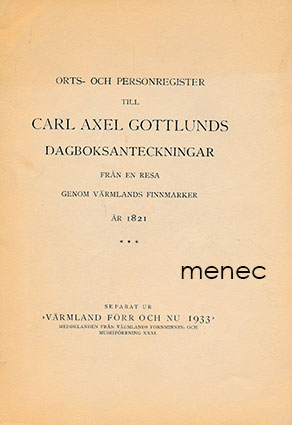 ORTS- OCH PERSONREGISTER
TILL
CARL AXEL GOTTLUNDS
DAGBOKSANTECKNINGAR
FRÅN EN RESA
GENOM VÄRMLANDS FINNMARKER
ÅR 1821
* * *
menec
SEPARAT UR
›VÄRMLAND FÖRR OCH NU 1933›
MEDDELANDEN FRÅN VÄRMLANDS FORNMINNES- OCH
MUSEIFÖRENING XXXI.